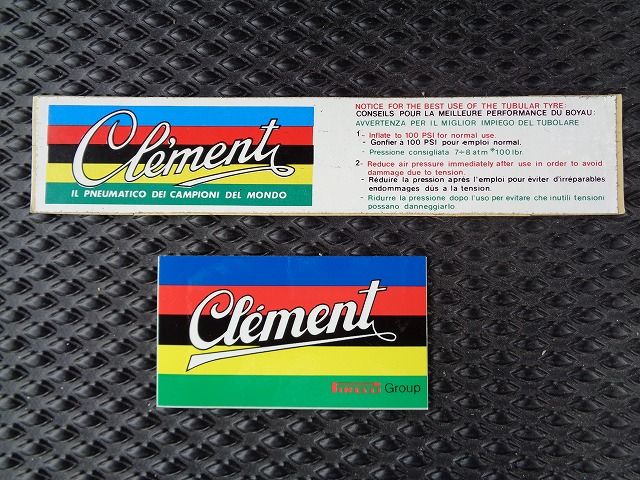 Clément
IL PNEUMATICO DEI CAMPIONI DEL MONDO
NOTICE FOR THE BEST USE OF THE TUBULAR TYRE:
CONSEILS POUR LA MEILLEURE PERFORMANCE DU BOYAU:
AVVERTENZA PER IL MIGLIOR IMPIEGO DEL TUBOLARE
1 - Inflate to 100 PSI for normal use.
- Gonfier à 100 PSI pour emploi normal.
- Pressione consigliata 7÷8 atm = 100 lbr.
2 - Reduce air pressure immediately after use in order to avoid
dammage due to tension.
- Réduire la pression après l'emploi pour éviter d'irréparables
endommages dûs a la tension.
- Ridurre la pressione dopo l'uso per evitare che inutili tensioni
possano danneggiarlo.
Clément
PIRELLI Group